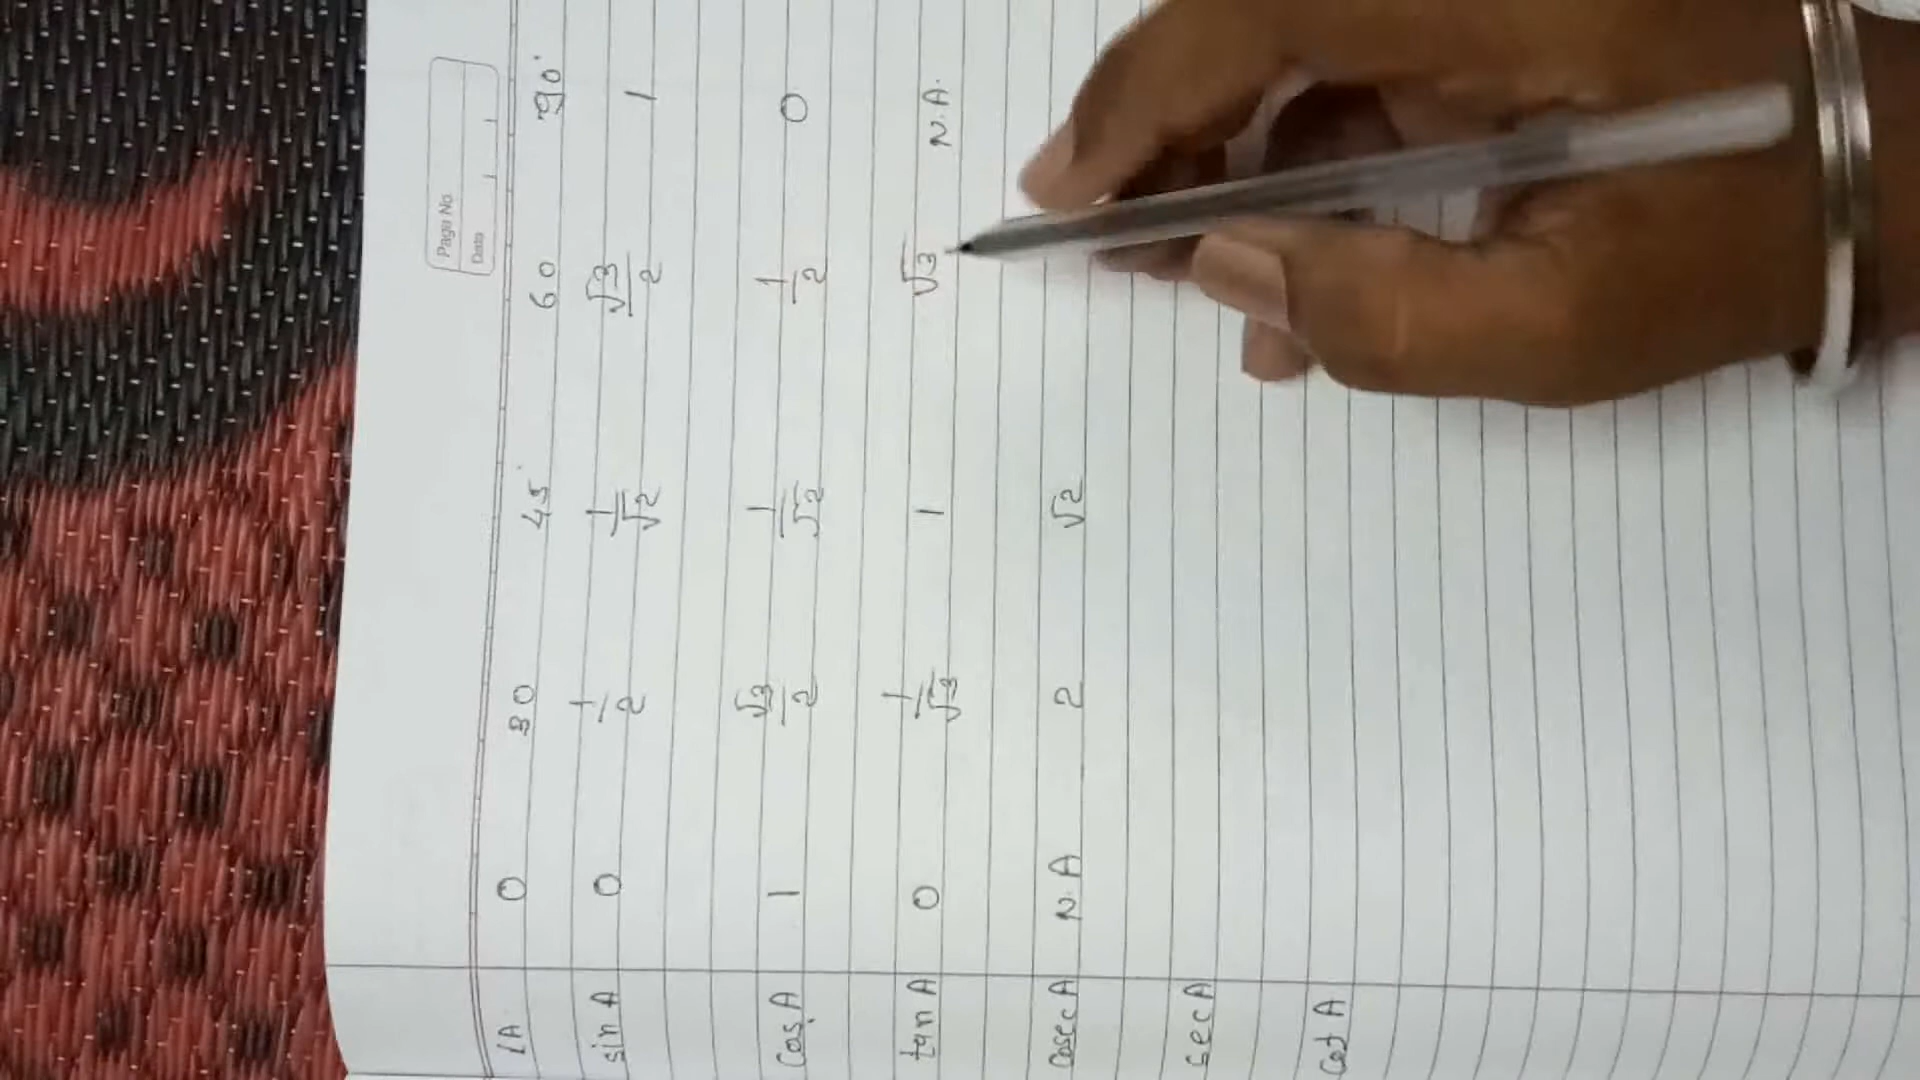 Page No
Date
∠A 0 30 45° 60 90°
sin A 0 1/2 1/√2 √3/2 1
Cos A 1 √3/2 1/√2 1/2 0
tan A 0 1/√3 1 √3 N.A.
Cosec A N.A 2 √2
sec A
Cot A